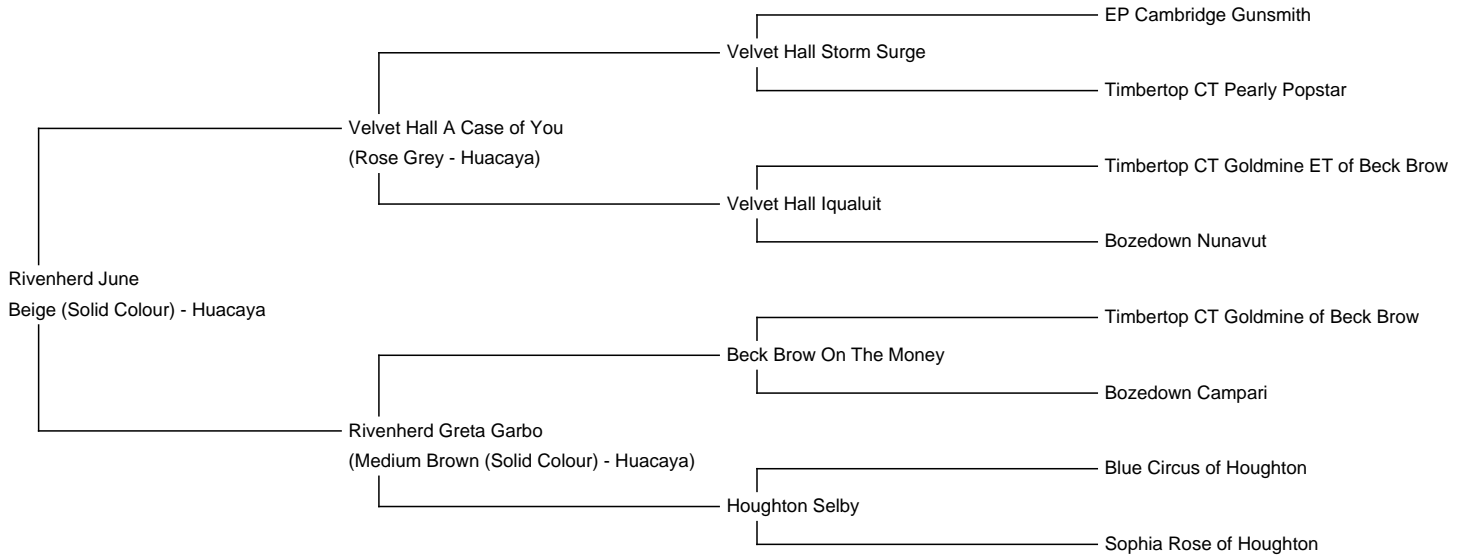 EP Cambridge Gunsmith
Velvet Hall Storm Surge
Timbertop CT Pearly Popstar
Velvet Hall A Case of You
(Rose Grey - Huacaya)
Timbertop CT Goldmine ET of Beck Brow
Velvet Hall Iqualuit
Bozedown Nunavut
Rivenherd June
Beige (Solid Colour) - Huacaya
Timbertop CT Goldmine of Beck Brow
Beck Brow On The Money
Bozedown Campari
Rivenherd Greta Garbo
(Medium Brown (Solid Colour) - Huacaya)
Blue Circus of Houghton
Houghton Selby
Sophia Rose of Houghton